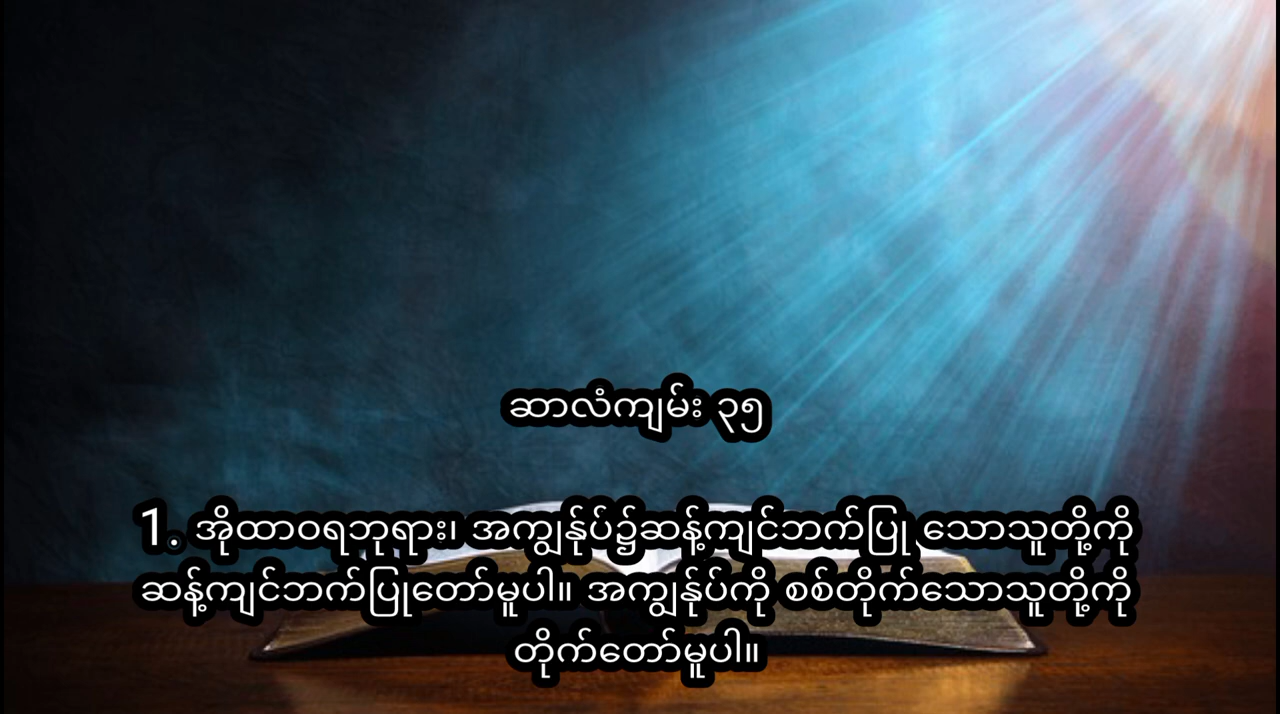 ဆာလံကျမ်း ၃၅
1. အိုထာဝရဘုရား၊ အကျွန်ုပ်၌ဆန့်ကျင်ဘက်ပြု သောသူတို့ကို
ဆန့်ကျင်ဘက်ပြုတော်မူပါ။ အကျွန်ုပ်ကို စစ်တိုက်သောသူတို့ကို
တိုက်တော်မူပါ။